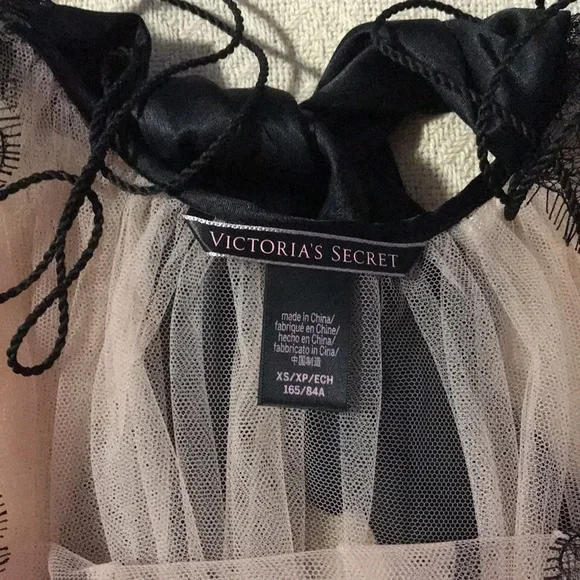 VICTORIA'S SECRET
made in China/
fabriqué en Chine/
hecho en China/
fabbricato in Cina/
中国制造
XS/XP/ECH
165/84A